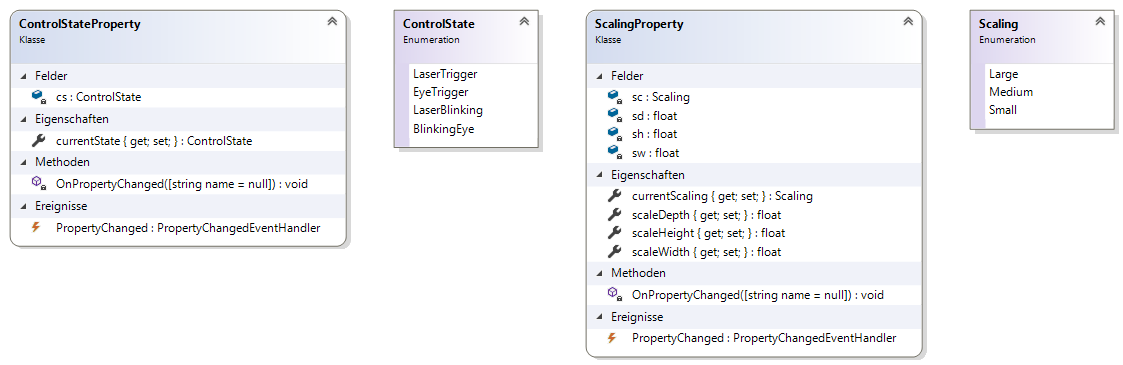 ControlStateProperty
Klasse
Felder
cs : ControlState
Eigenschaften
currentState { get; set; } : ControlState
Methoden
OnPropertyChanged([string name = null]) : void
Ereignisse
PropertyChanged : PropertyChangedEventHandler
ControlState
Enumeration
LaserTrigger
EyeTrigger
LaserBlinking
BlinkingEye
ScalingProperty
Klasse
Felder
sc : Scaling
sd : float
sh : float
sw : float
Eigenschaften
currentScaling { get; set; } : Scaling
scaleDepth { get; set; } : float
scaleHeight { get; set; } : float
scaleWidth { get; set; } : float
Methoden
OnPropertyChanged([string name = null]) : void
Ereignisse
PropertyChanged : PropertyChangedEventHandler
Scaling
Enumeration
Large
Medium
Small